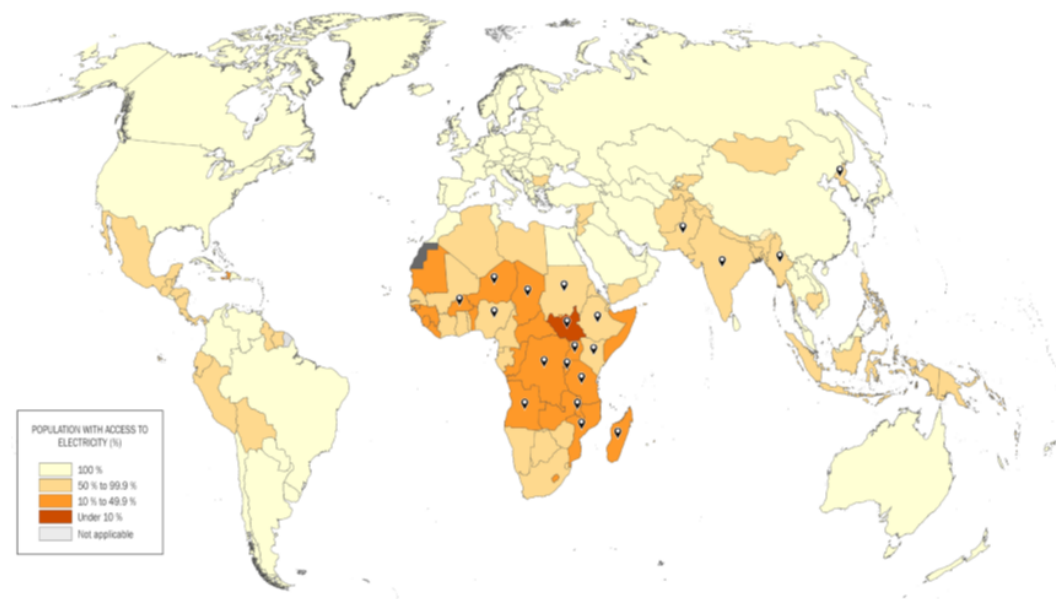 POPULATION WITH ACCESS TO
ELECTRICITY (%)
100 %
50 % to 99.9 %
10 % to 49.9 %
Under 10 %
Not applicable